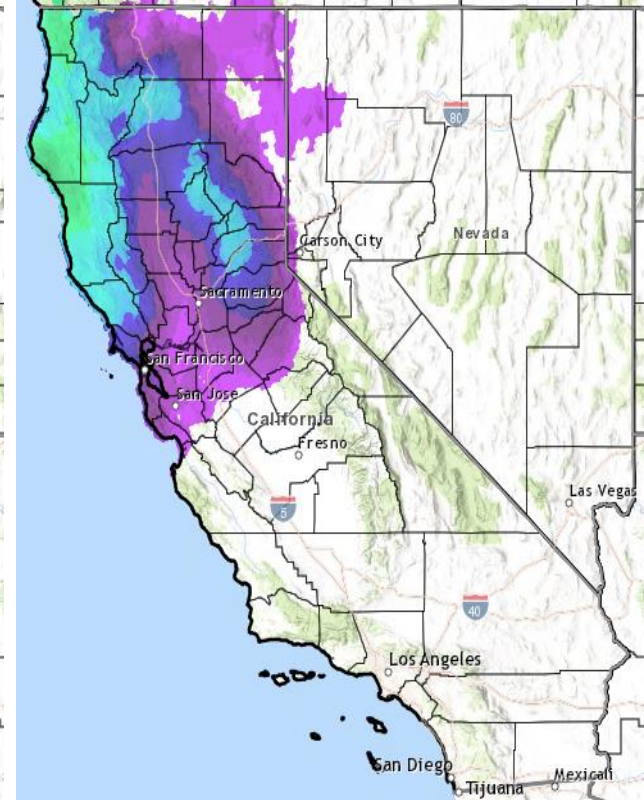 80
Nevada
Carson City
Sacramento
San Francisco
San Jose
California
Fresno
5
Las Vegas
40
Los Angeles
San Diego
Tijuana
Mexicali